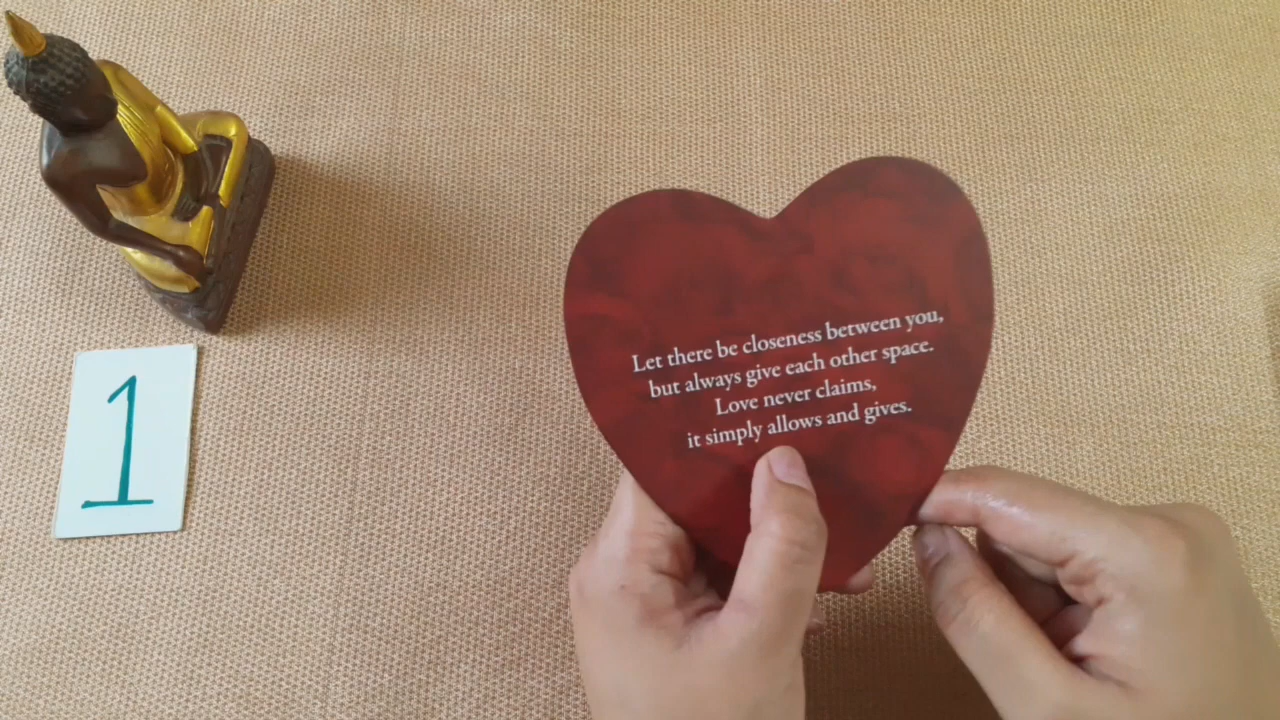 1
Let there be closeness between you,
but always give each other space.
Love never claims,
it simply allows and gives.